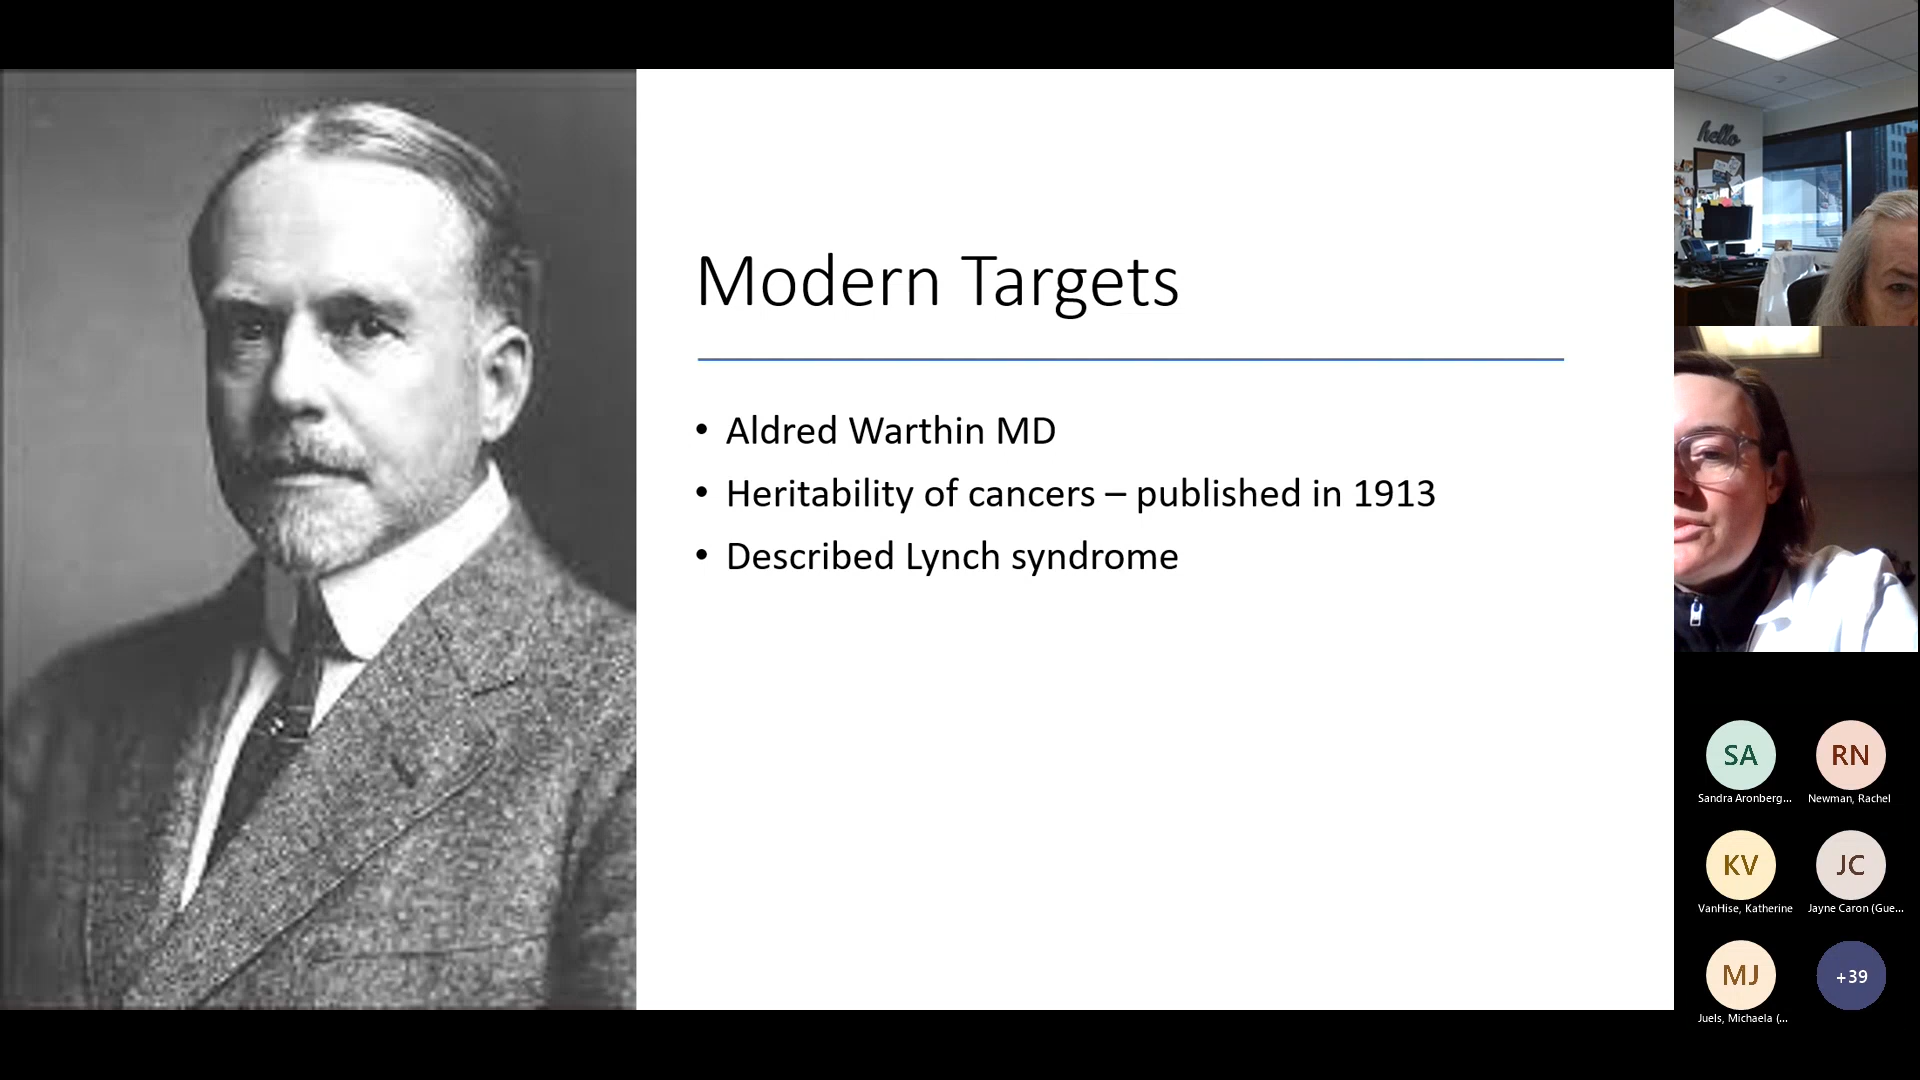 hello
Modern Targets
• Aldred Warthin MD
• Heritability of cancers – published in 1913
• Described Lynch syndrome
SA
RN
Sandra Aronberg...
Newman, Rachel
KV
JC
VanHise, Katherine
Jayne Caron (Gue...
MJ
+39
Juels, Michaela (...